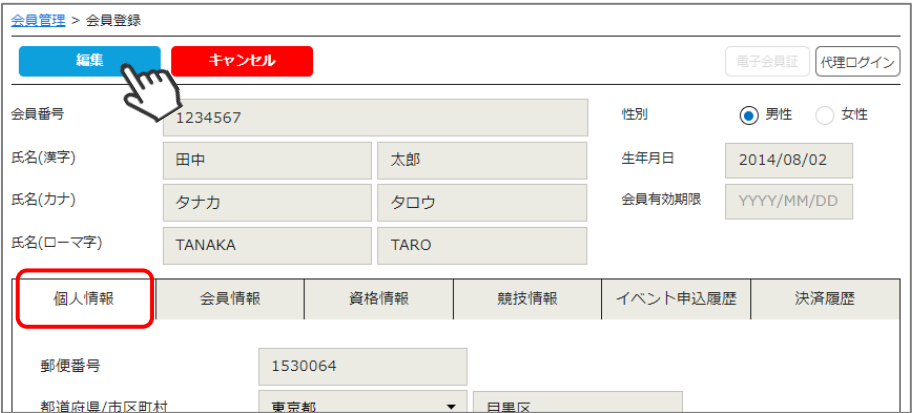 会員管理 > 会員登録
編集 キャンセル 電子会員証 代理ログイン
会員番号 1234567 性別 男性 女性
氏名(漢字) 田中 太郎 生年月日 2014/08/02
氏名(カナ) タナカ タロウ 会員有効期限 YYYY/MM/DD
氏名(ローマ字) TANAKA TARO
個人情報 会員情報 資格情報 競技情報 イベント申込履歴 決済履歴
郵便番号 1530064
都道府県/市区町村 東京都 目黒区